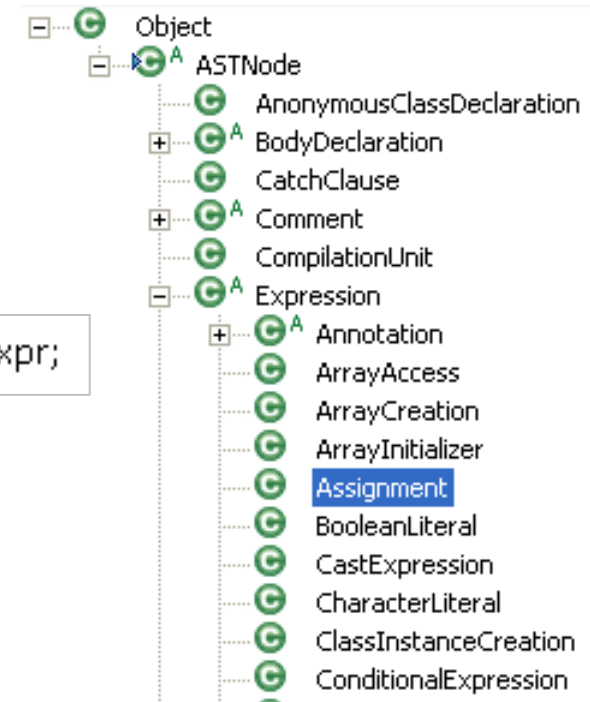 Object
A ASTNode
AnonymousClassDeclaration
A BodyDeclaration
CatchClause
A Comment
CompilationUnit
A Expression
xpr;
A Annotation
ArrayAccess
ArrayCreation
ArrayInitializer
Assignment
BooleanLiteral
CastExpression
CharacterLiteral
ClassInstanceCreation
ConditionalExpression